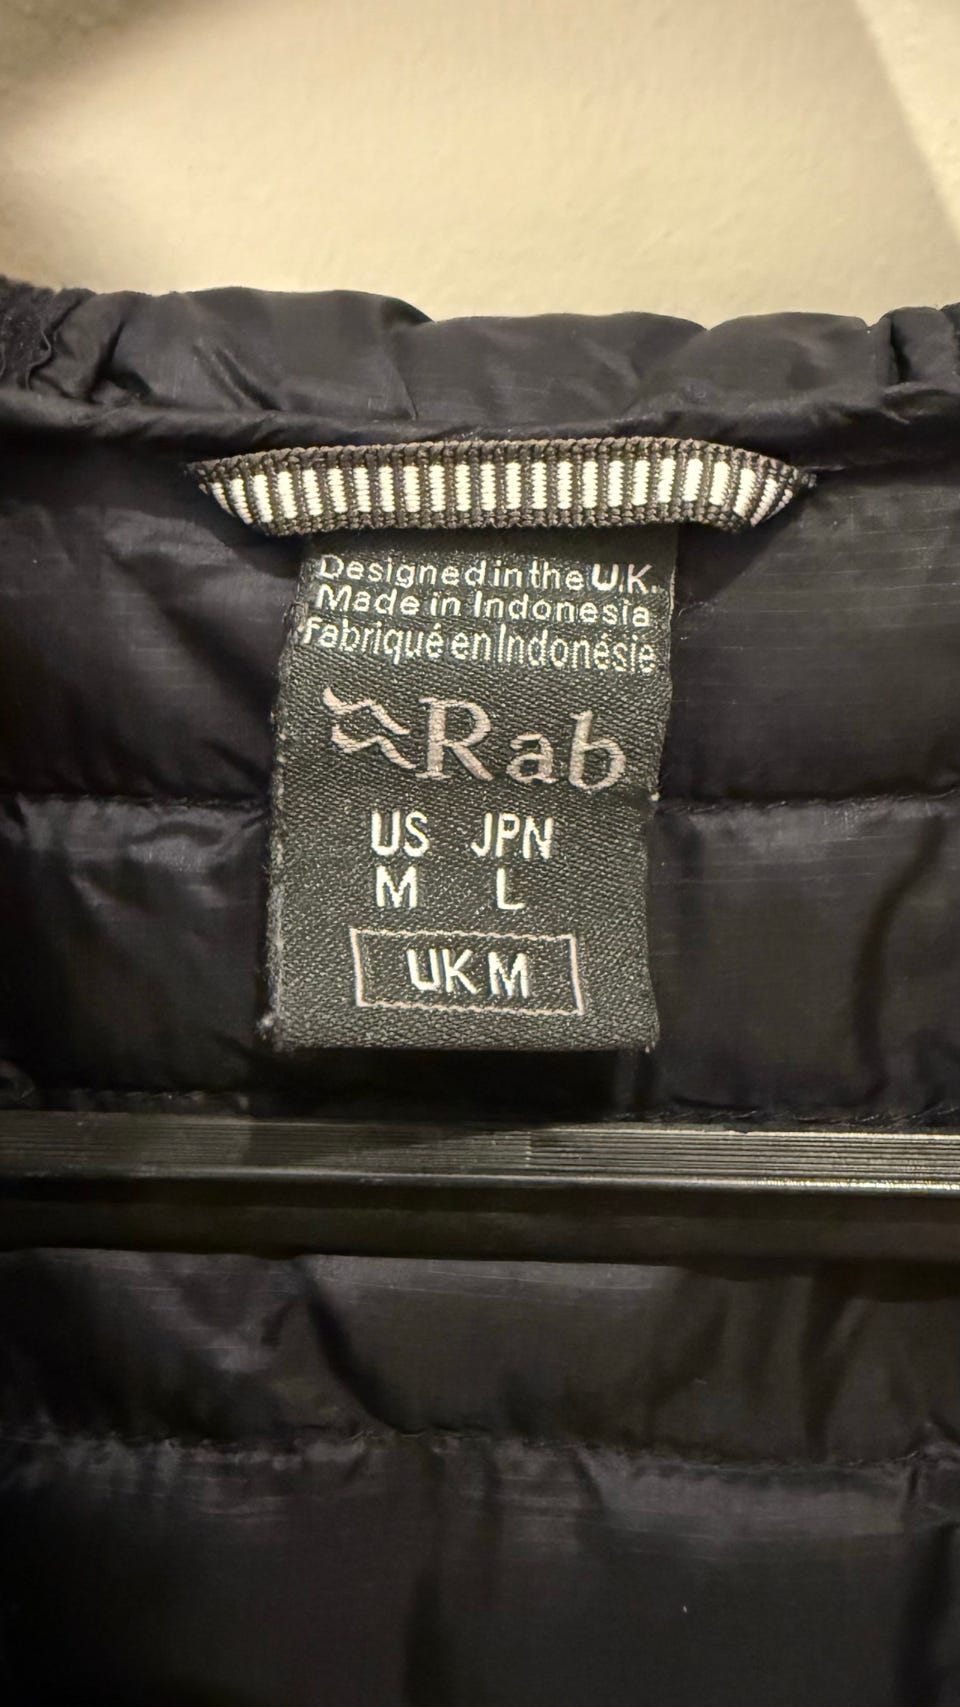 Designed in the U.K.
Made in Indonesia
Fabriqué en Indonésie
Rab
US JPN
M L
UK M